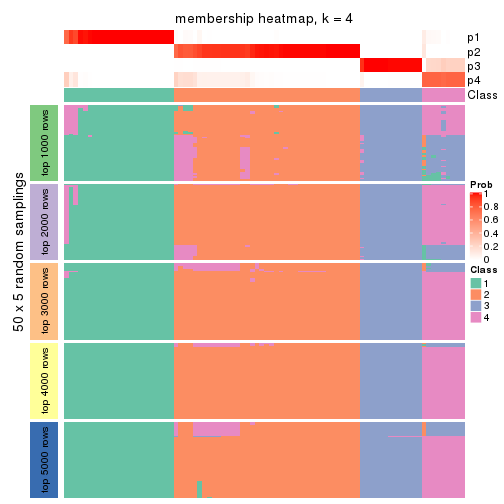 membership heatmap, k = 4
p1
p2
p3
p4
Class
50 x 5 random samplings
top 1000 rows
top 2000 rows
top 3000 rows
top 4000 rows
top 5000 rows
Prob
1
0.8
0.6
0.4
0.2
0
Class
1
2
3
4